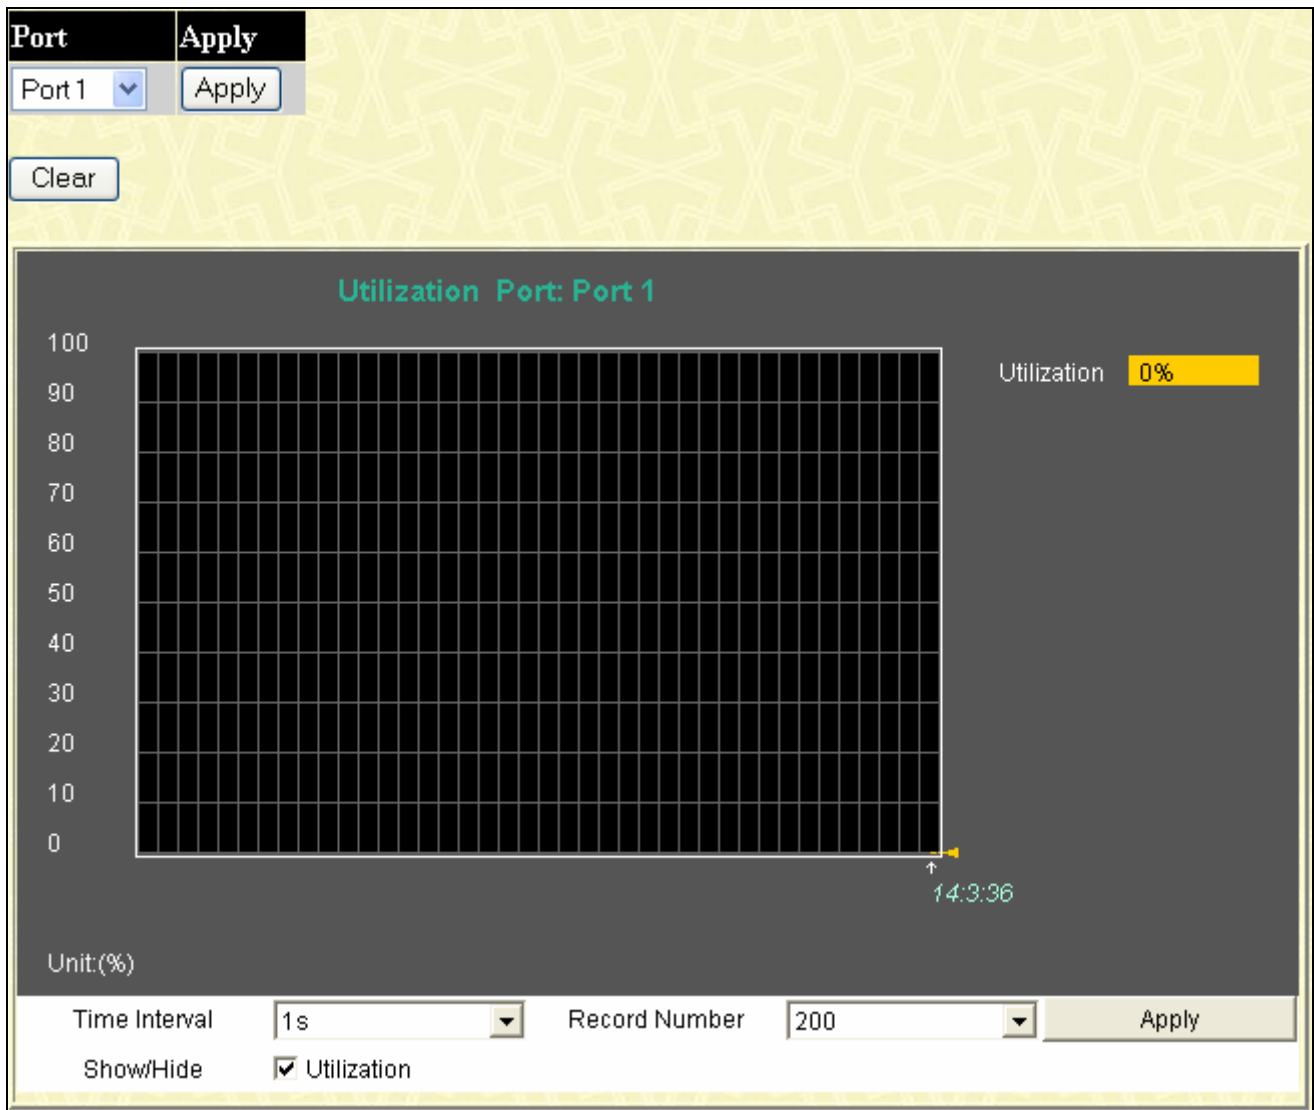 Port Apply
Port 1 Apply
Clear
Utilization Port: Port 1
100
90
80
70
60
50
40
30
20
10
0
Utilization 0%
14:3:36
Unit:(%)
Time Interval 1s Record Number 200 Apply
Show/Hide Utilization